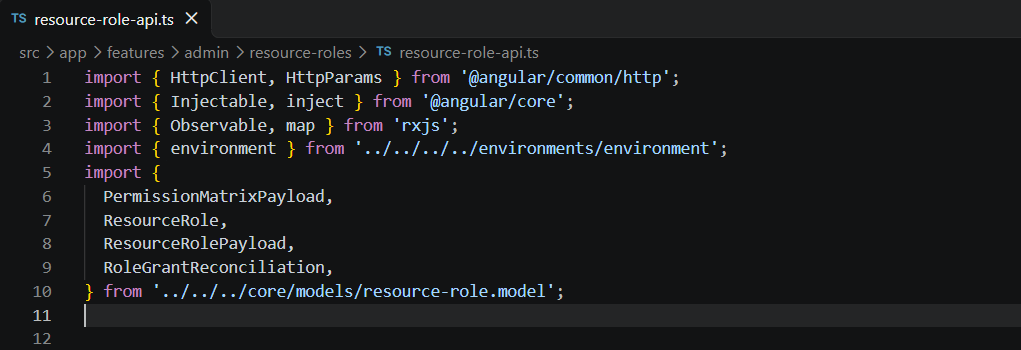 TS resource-role-api.ts ✕
src > app > features > admin > resource-roles > TS resource-role-api.ts
1 import { HttpClient, HttpParams } from '@angular/common/http';
2 import { Injectable, inject } from '@angular/core';
3 import { Observable, map } from 'rxjs';
4 import { environment } from '../../../../environments/environment';
5 import {
6   PermissionMatrixPayload,
7   ResourceRole,
8   ResourceRolePayload,
9   RoleGrantReconciliation,
10 } from '../../../core/models/resource-role.model';
11
12